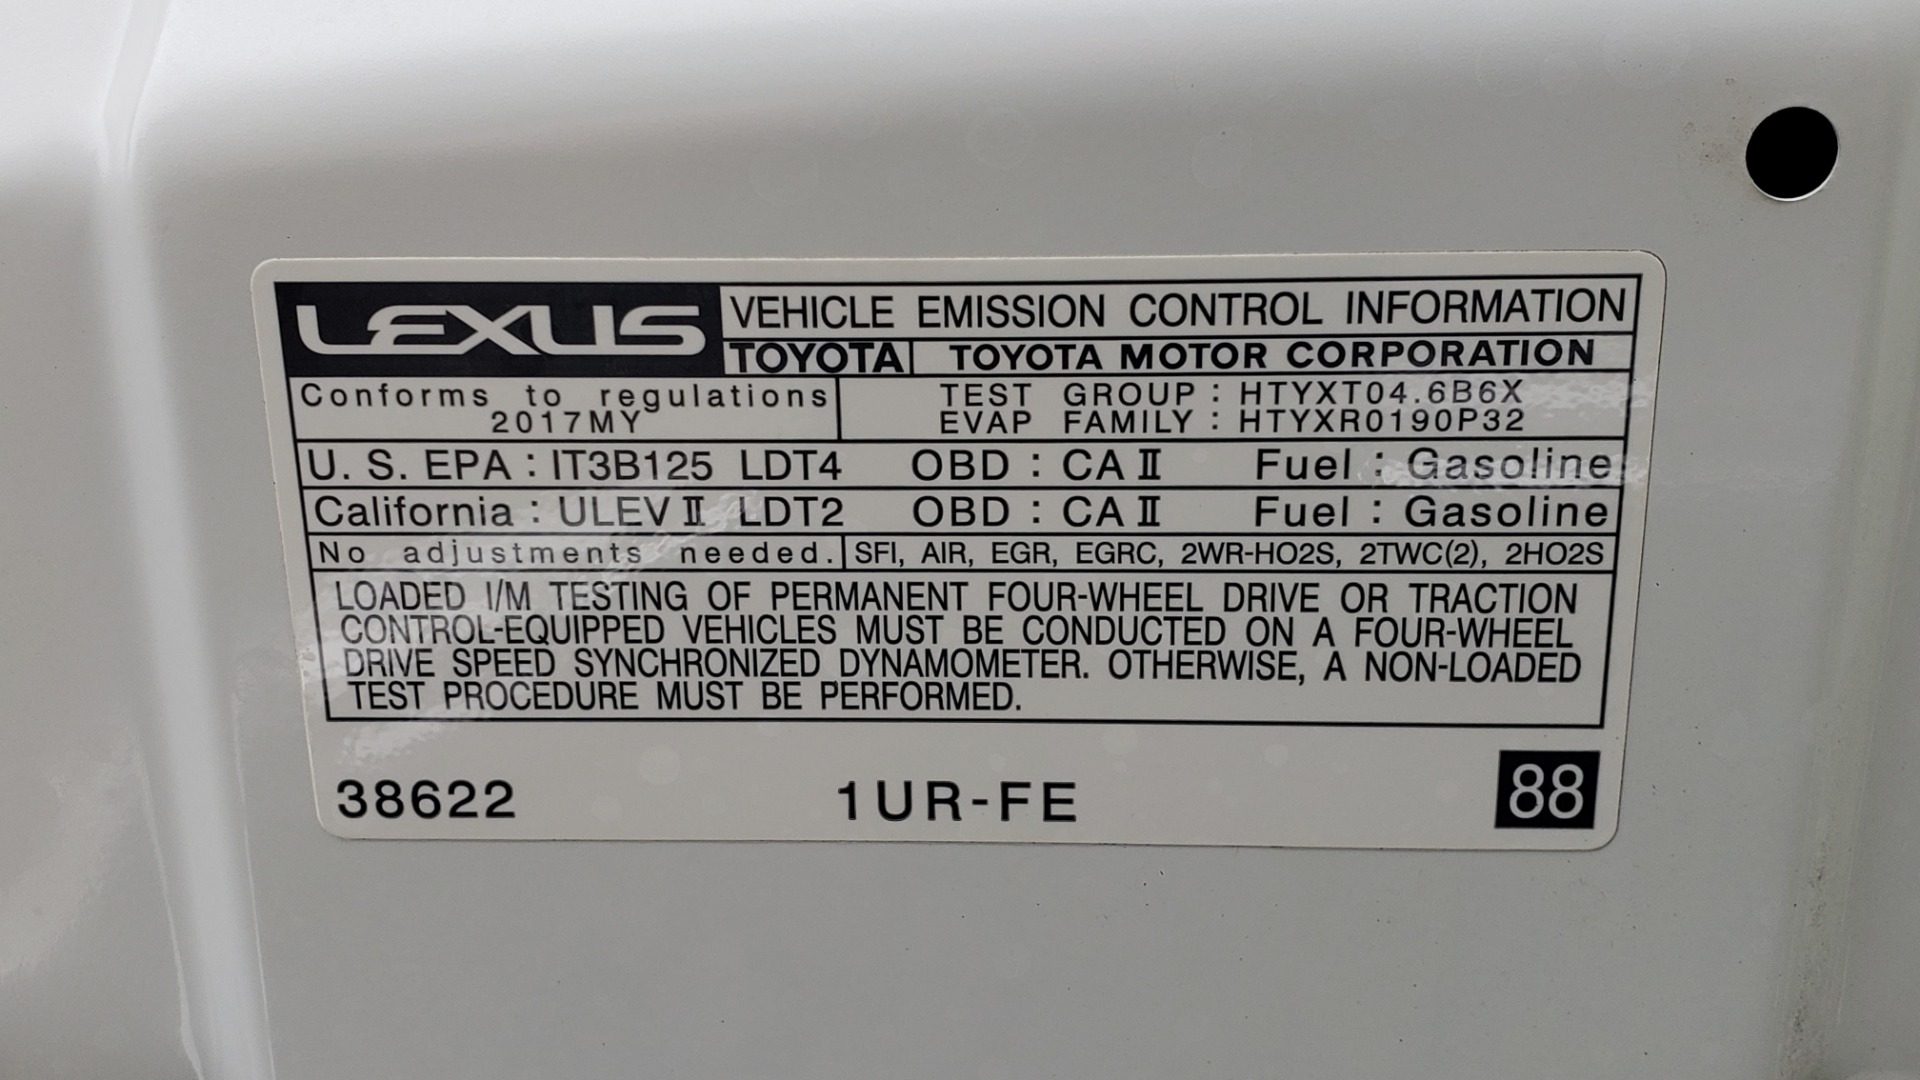 LEXUS VEHICLE EMISSION CONTROL INFORMATION
TOYOTA TOYOTA MOTOR CORPORATION
Conforms to regulations
2017MY
TEST GROUP : HTYXT04.6B6X
EVAP FAMILY : HTYXR0190P32
U. S. EPA : IT3B125 LDT4 OBD : CA II Fuel : Gasoline
California : ULEV II LDT2 OBD : CA II Fuel : Gasoline
No adjustments needed. SFI, AIR, EGR, EGRC, 2WR-HO2S, 2TWC(2), 2HO2S
LOADED I/M TESTING OF PERMANENT FOUR-WHEEL DRIVE OR TRACTION
CONTROL-EQUIPPED VEHICLES MUST BE CONDUCTED ON A FOUR-WHEEL
DRIVE SPEED SYNCHRONIZED DYNAMOMETER. OTHERWISE, A NON-LOADED
TEST PROCEDURE MUST BE PERFORMED.
38622 1UR-FE 88